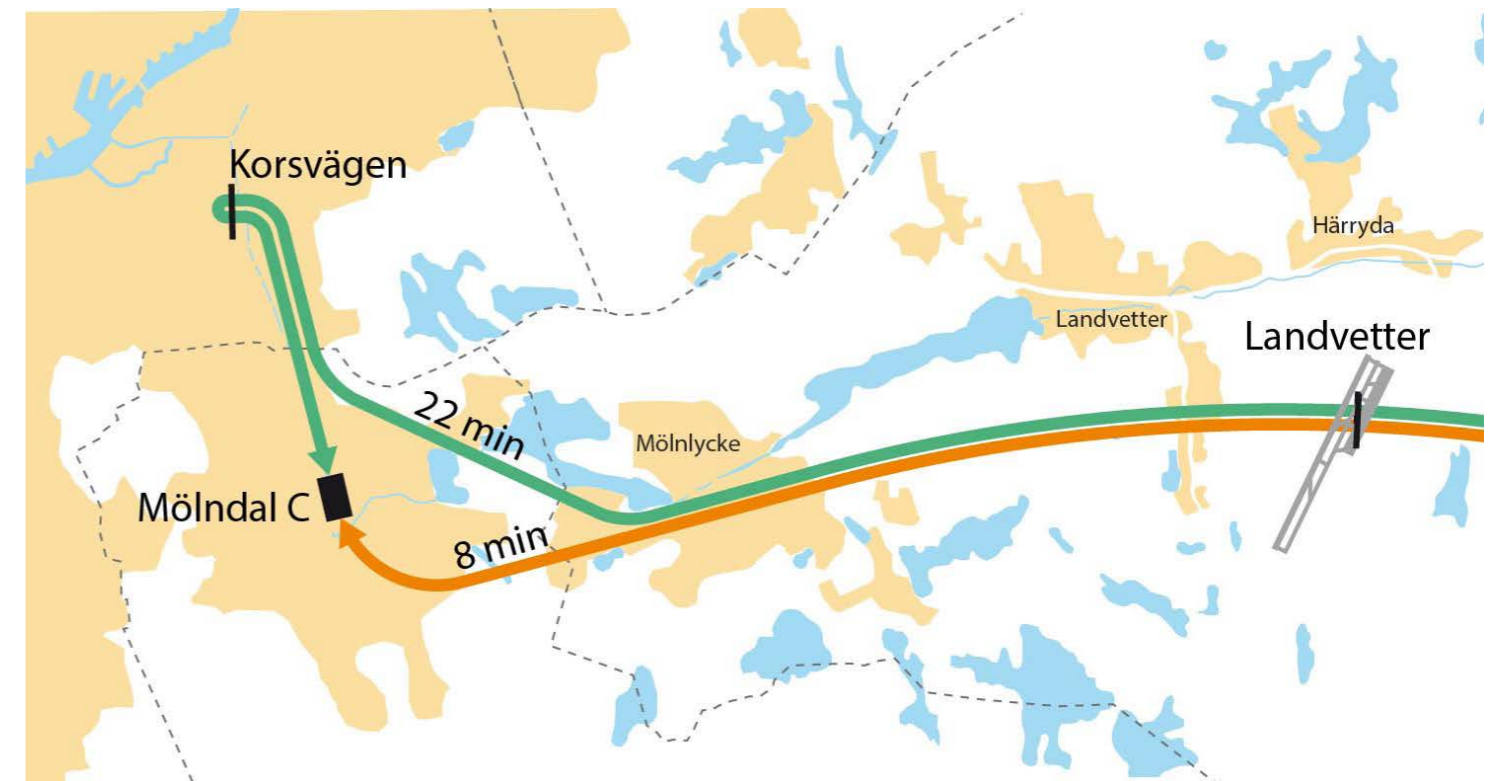 Korsvägen
Härryda
Landvetter
Landvetter
22 min
Mölnlycke
Mölndal C
8 min